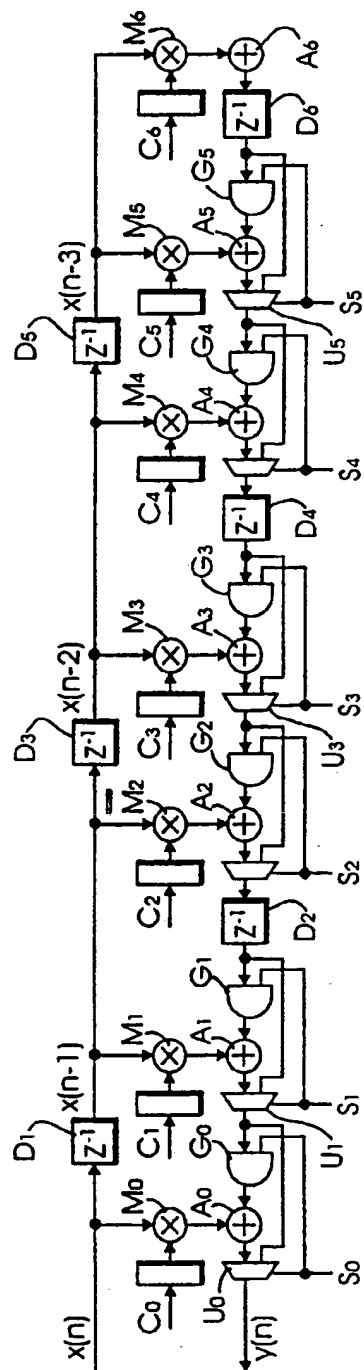 x(n)
D1
Z⁻¹
x(n-1)
D3
Z⁻¹
x(n-2)
D5
Z⁻¹
x(n-3)
M0
M1
M2
M3
M4
M5
M6
C0
C1
C2
C3
C4
C5
C6
A0
A1
A2
A3
A4
A5
A6
G0
G1
G2
G3
G4
G5
Z⁻¹
D2
Z⁻¹
D4
Z⁻¹
D6
y(n)
U0
U1
U3
U5
S0
S1
S2
S3
S4
S5